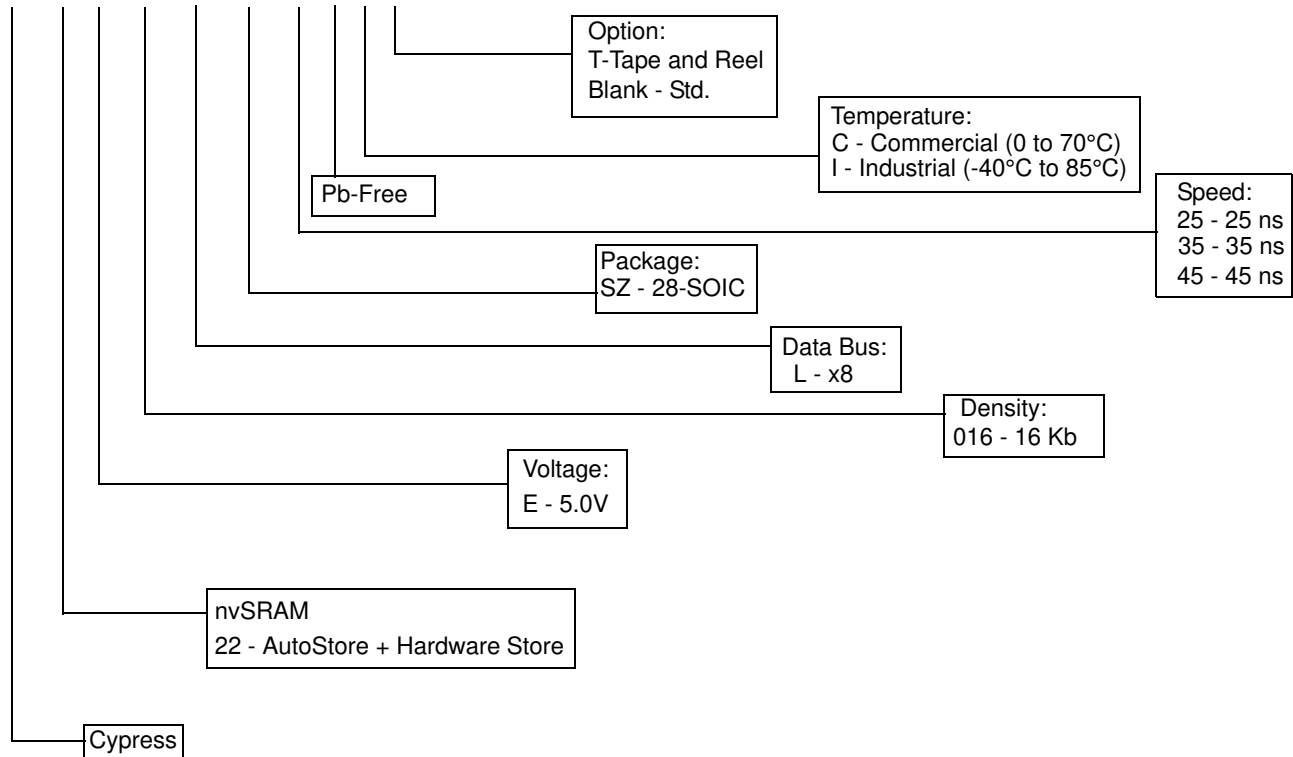 Option:
T-Tape and Reel
Blank - Std.
Temperature:
C - Commercial (0 to 70°C)
I - Industrial (-40°C to 85°C)
Pb-Free
Speed:
25 - 25 ns
35 - 35 ns
45 - 45 ns
Package:
SZ - 28-SOIC
Data Bus:
L - x8
Density:
016 - 16 Kb
Voltage:
E - 5.0V
nvSRAM
22 - AutoStore + Hardware Store
Cypress